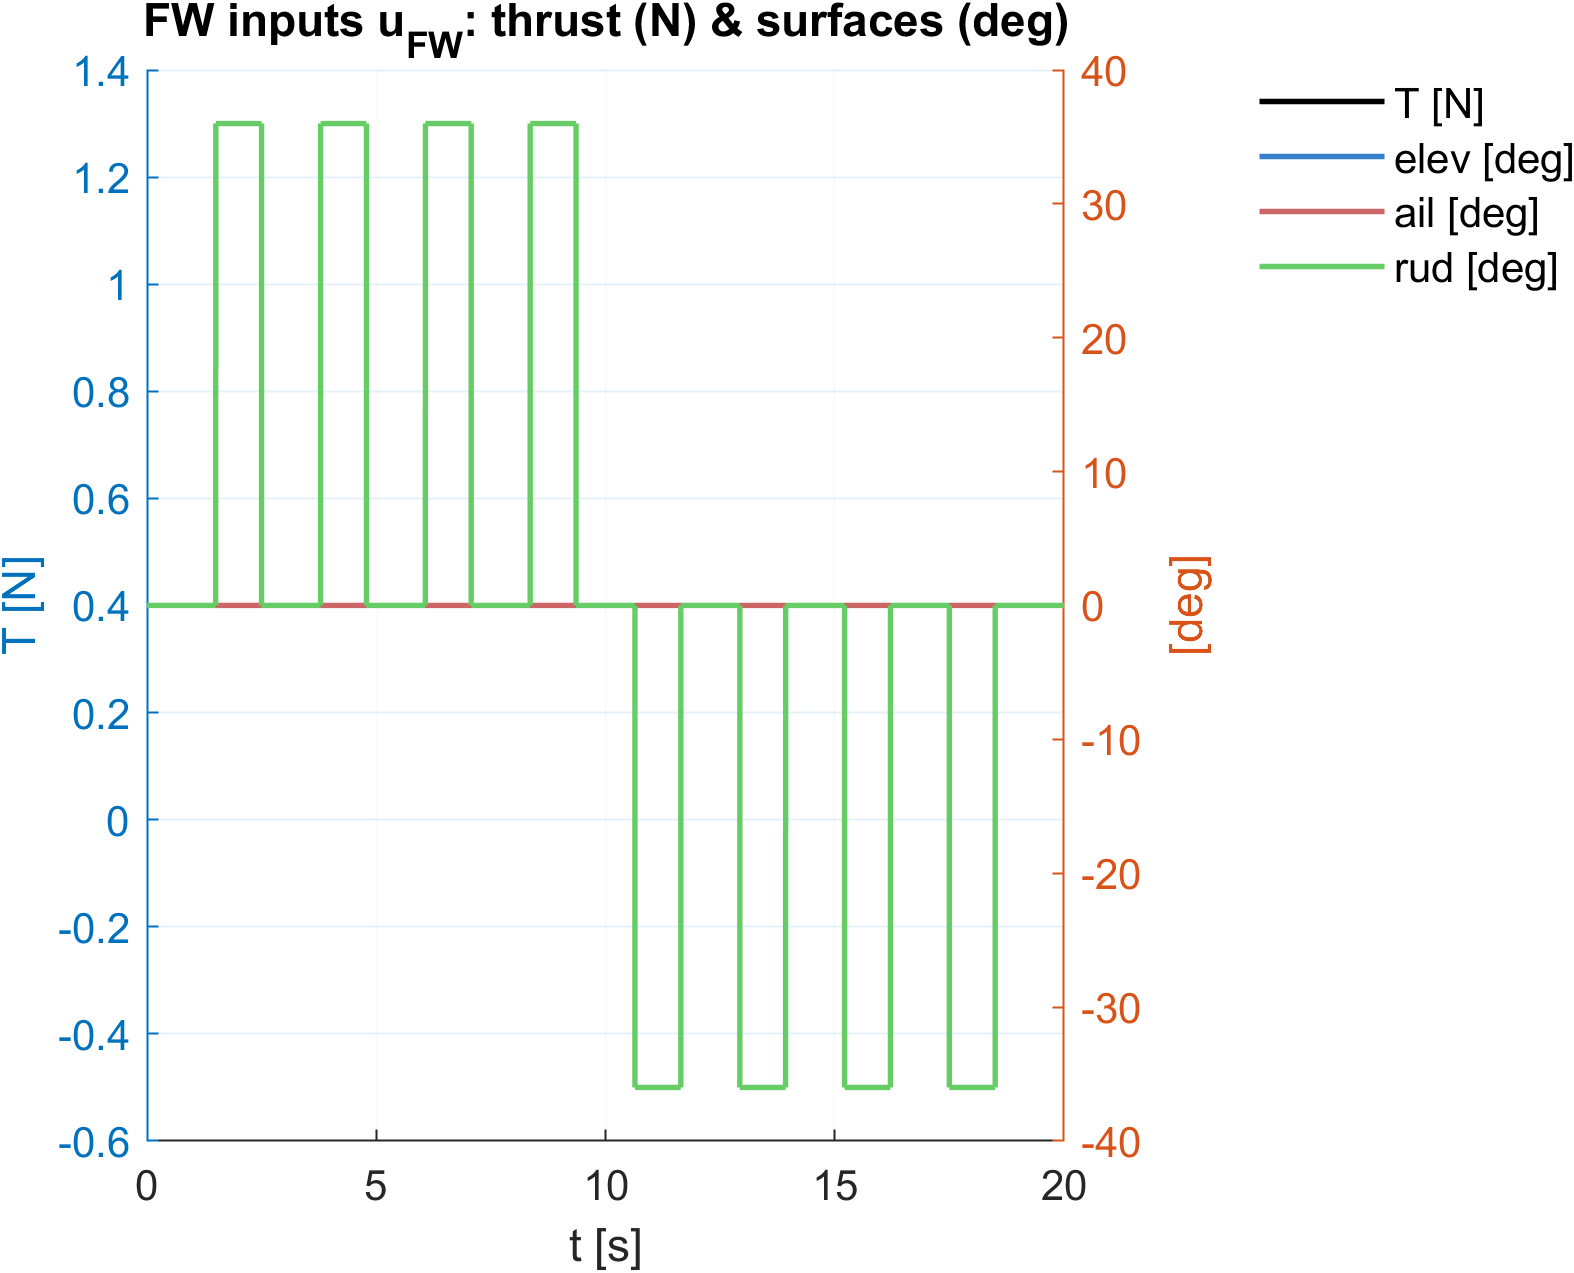 FW inputs u_FW: thrust (N) & surfaces (deg)
1.4
1.2
1
0.8
0.6
0.4
0.2
0
-0.2
-0.4
-0.6
T [N]
40
30
20
10
0
-10
-20
-30
-40
[deg]
0 5 10 15 20
t [s]
T [N]
elev [deg]
ail [deg]
rud [deg]